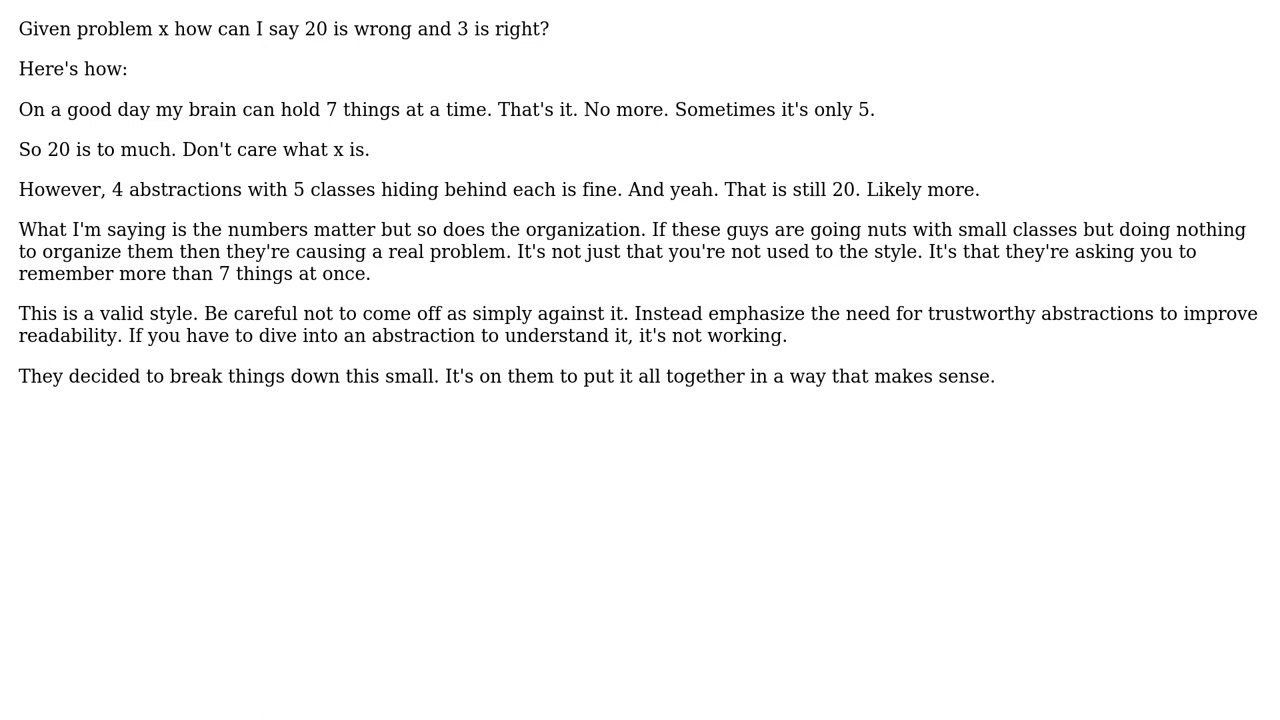 Given problem x how can I say 20 is wrong and 3 is right?
Here's how:
On a good day my brain can hold 7 things at a time. That's it. No more. Sometimes it's only 5.
So 20 is to much. Don't care what x is.
However, 4 abstractions with 5 classes hiding behind each is fine. And yeah. That is still 20. Likely more.
What I'm saying is the numbers matter but so does the organization. If these guys are going nuts with small classes but doing nothing
to organize them then they're causing a real problem. It's not just that you're not used to the style. It's that they're asking you to
remember more than 7 things at once.
This is a valid style. Be careful not to come off as simply against it. Instead emphasize the need for trustworthy abstractions to improve
readability. If you have to dive into an abstraction to understand it, it's not working.
They decided to break things down this small. It's on them to put it all together in a way that makes sense.